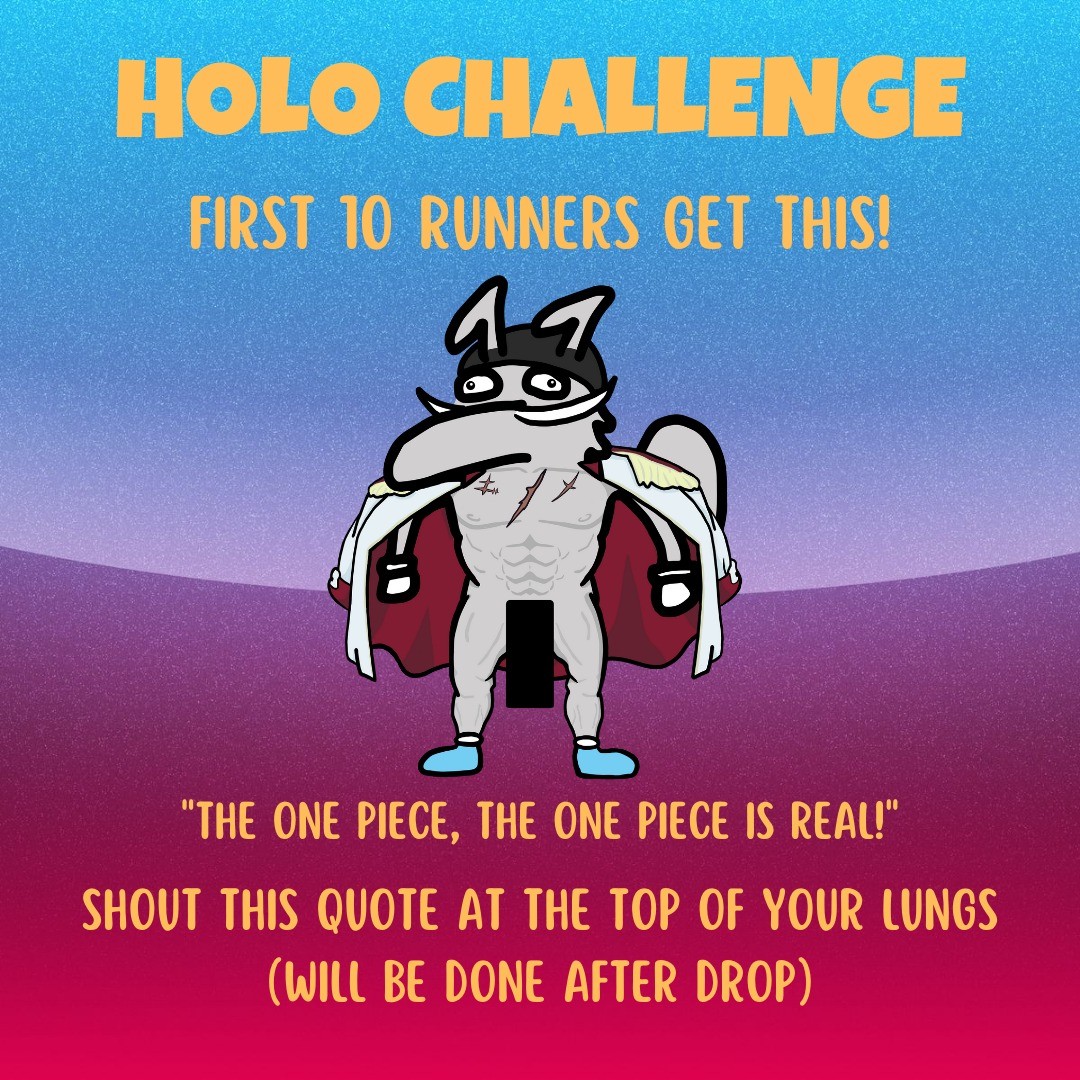 HOLO CHALLENGE
FIRST 10 RUNNERS GET THIS!
"THE ONE PIECE, THE ONE PIECE IS REAL!"
SHOUT THIS QUOTE AT THE TOP OF YOUR LUNGS
(WILL BE DONE AFTER DROP)